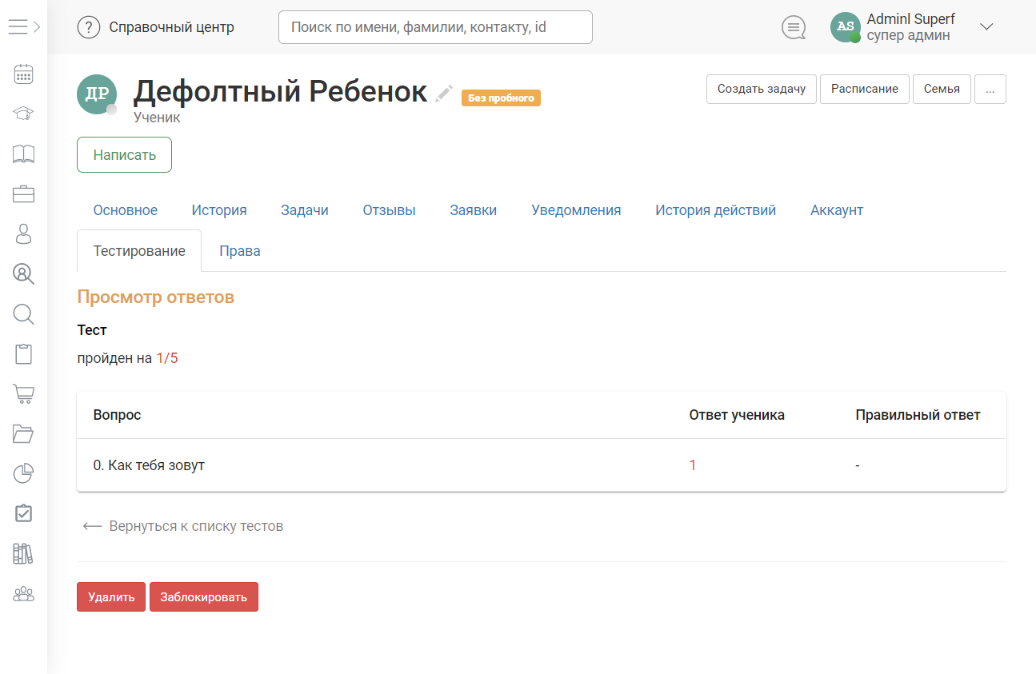 ? Справочный центр Поиск по имени, фамилии, контакту, id AS AdminI Superf
супер админ
ДР Дефолтный Ребенок Без пробного Создать задачу Расписание Семья ...
Ученик
Написать
Основное История Задачи Отзывы Заявки Уведомления История действий Аккаунт
Тестирование Права
Просмотр ответов
Тест
пройден на 1/5
Вопрос Ответ ученика Правильный ответ
0. Как тебя зовут 1 -
Вернуться к списку тестов
Удалить Заблокировать